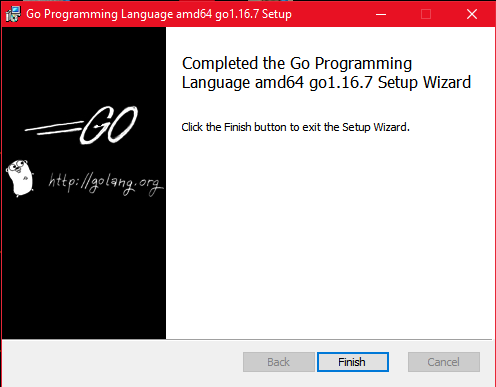 Go Programming Language amd64 go1.16.7 Setup
Completed the Go Programming
Language amd64 go1.16.7 Setup Wizard
Click the Finish button to exit the Setup Wizard.
GO
http://golang.org
Back
Finish
Cancel